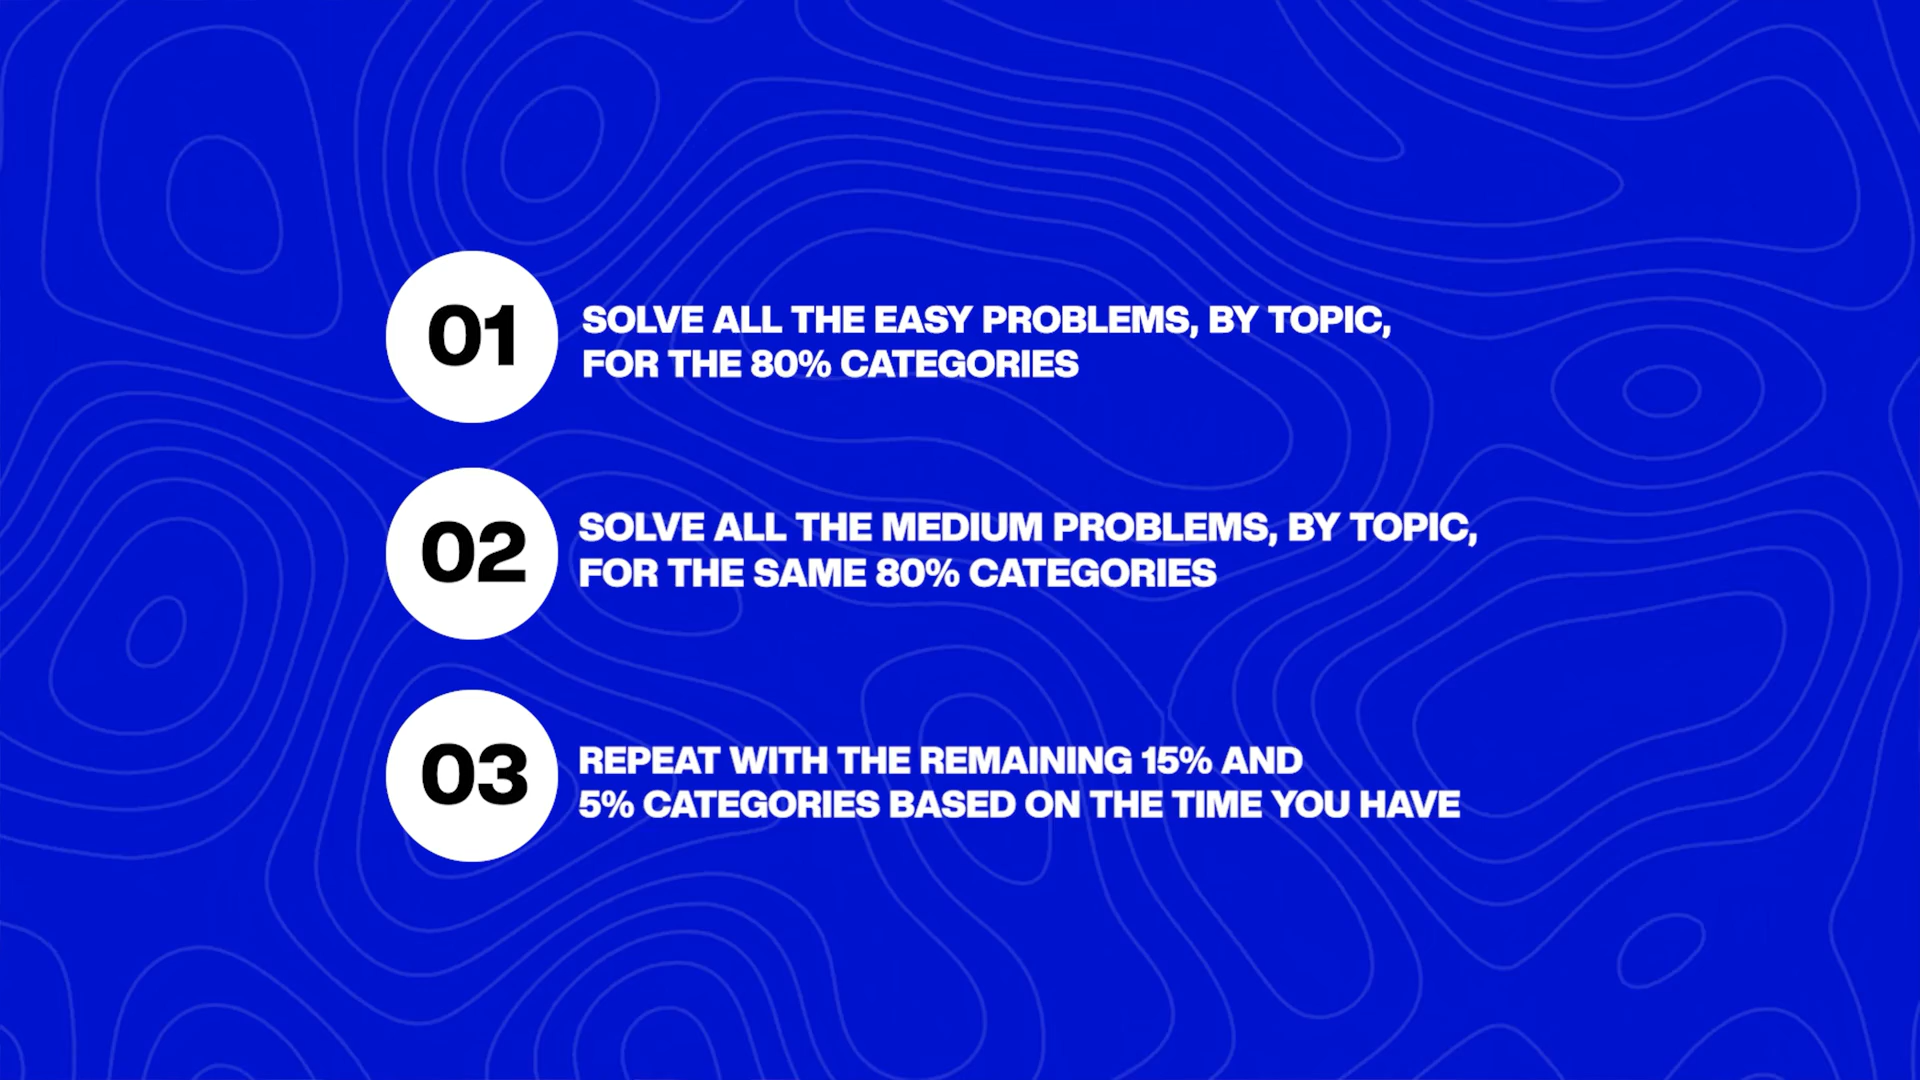 01
SOLVE ALL THE EASY PROBLEMS, BY TOPIC,
FOR THE 80% CATEGORIES
02
SOLVE ALL THE MEDIUM PROBLEMS, BY TOPIC,
FOR THE SAME 80% CATEGORIES
03
REPEAT WITH THE REMAINING 15% AND
5% CATEGORIES BASED ON THE TIME YOU HAVE